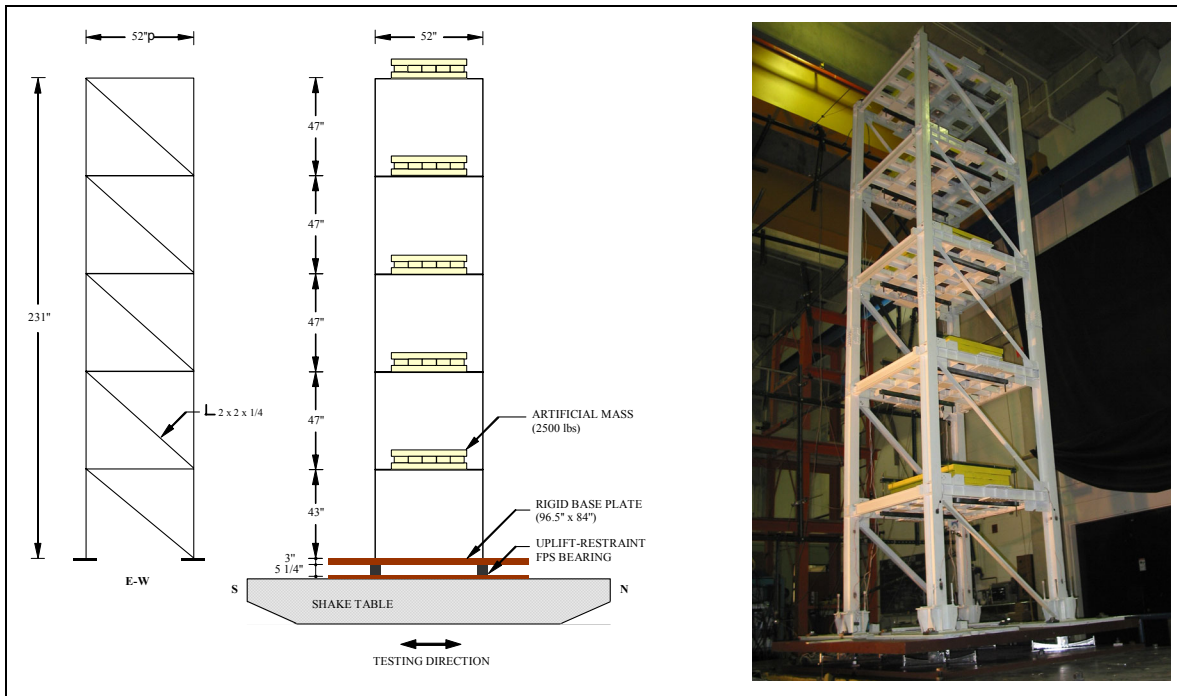 52"p
231"
L 2 x 2 x 1/4
E-W
52"
47"
47"
47"
47"
43"
3"
5 1/4"
ARTIFICIAL MASS
(2500 lbs)
RIGID BASE PLATE
(96.5" x 84")
UPLIFT-RESTRAINT
FPS BEARING
S
N
SHAKE TABLE
TESTING DIRECTION